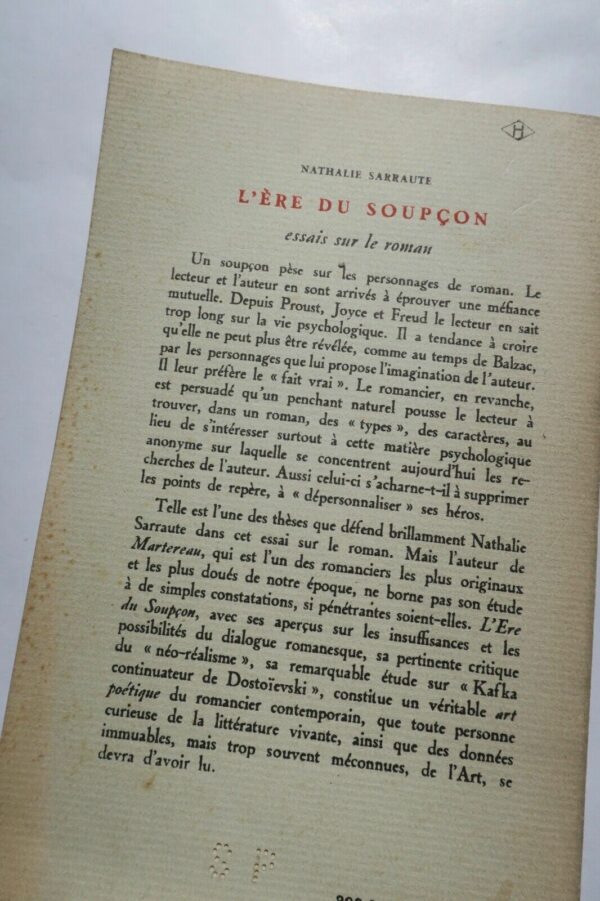 H
NATHALIE SARRAUTE
L'ÈRE DU SOUPÇON
essais sur le roman
Un soupçon pèse sur les personnages de roman. Le
lecteur et l'auteur en sont arrivés à éprouver une méfiance
mutuelle. Depuis Proust, Joyce et Freud le lecteur en sait
trop long sur la vie psychologique. Il a tendance à croire
qu'elle ne peut plus être révélée, comme au temps de Balzac,
par les personnages que lui propose l'imagination de l'auteur.
Il leur préfère le « fait vrai ». Le romancier, en revanche,
est persuadé qu'un penchant naturel pousse le lecteur à
trouver, dans un roman, des « types », des caractères, au
lieu de s'intéresser surtout à cette matière psychologique
anonyme sur laquelle se concentrent aujourd'hui les re-
cherches de l'auteur. Aussi celui-ci s'acharne-t-il à supprimer
les points de repère, à « dépersonnaliser » ses héros.
Telle est l'une des thèses que défend brillamment Nathalie
Sarraute dans cet essai sur le roman. Mais l'auteur de
Martereau, qui est l'un des romanciers les plus originaux
et les plus doués de notre époque, ne borne pas son étude
à de simples constatations, si pénétrantes soient-elles. L'Ere
du Soupçon, avec ses aperçus sur les insuffisances et les
possibilités du dialogue romanesque, sa pertinente critique
du « néo-réalisme », sa remarquable étude sur « Kafka
continuateur de Dostoïevski », constitue un véritable art
poétique du romancier contemporain, que toute personne
curieuse de la littérature vivante, ainsi que des données
immuables, mais trop souvent méconnues, de l'Art, se
devra d'avoir lu.
S P